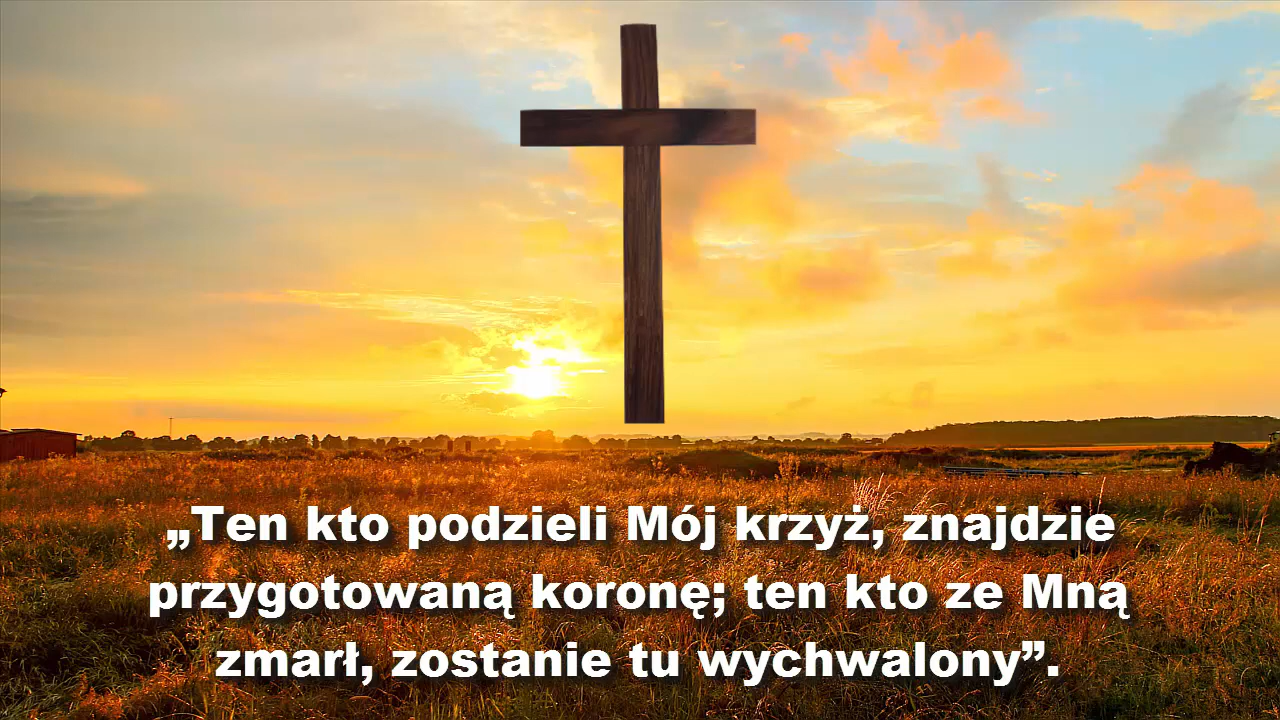 „Ten kto podzieli Mój krzyż, znajdzie
przygotowaną koronę; ten kto ze Mną
zmarł, zostanie tu wychwalony”.